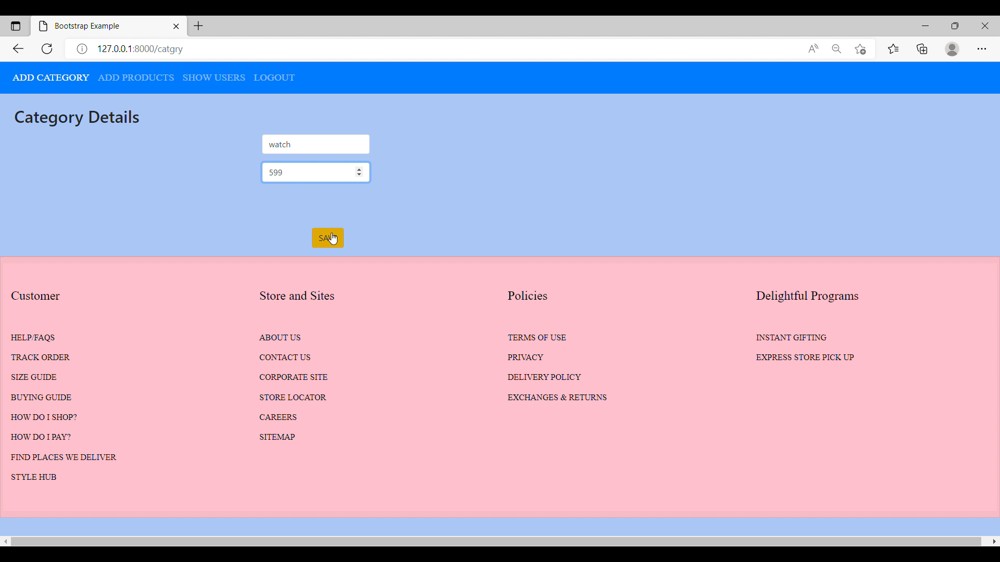 Bootstrap Example
127.0.0.1:8000/catgry
ADD CATEGORY ADD PRODUCTS SHOW USERS LOGOUT
Category Details
watch
599
Customer
HELP/FAQS
TRACK ORDER
SIZE GUIDE
BUYING GUIDE
HOW DO I SHOP?
HOW DO I PAY?
FIND PLACES WE DELIVER
STYLE HUB
Store and Sites
ABOUT US
CONTACT US
CORPORATE SITE
STORE LOCATOR
CAREERS
SITEMAP
Policies
TERMS OF USE
PRIVACY
DELIVERY POLICY
EXCHANGES & RETURNS
Delightful Programs
INSTANT GIFTING
EXPRESS STORE PICK UP